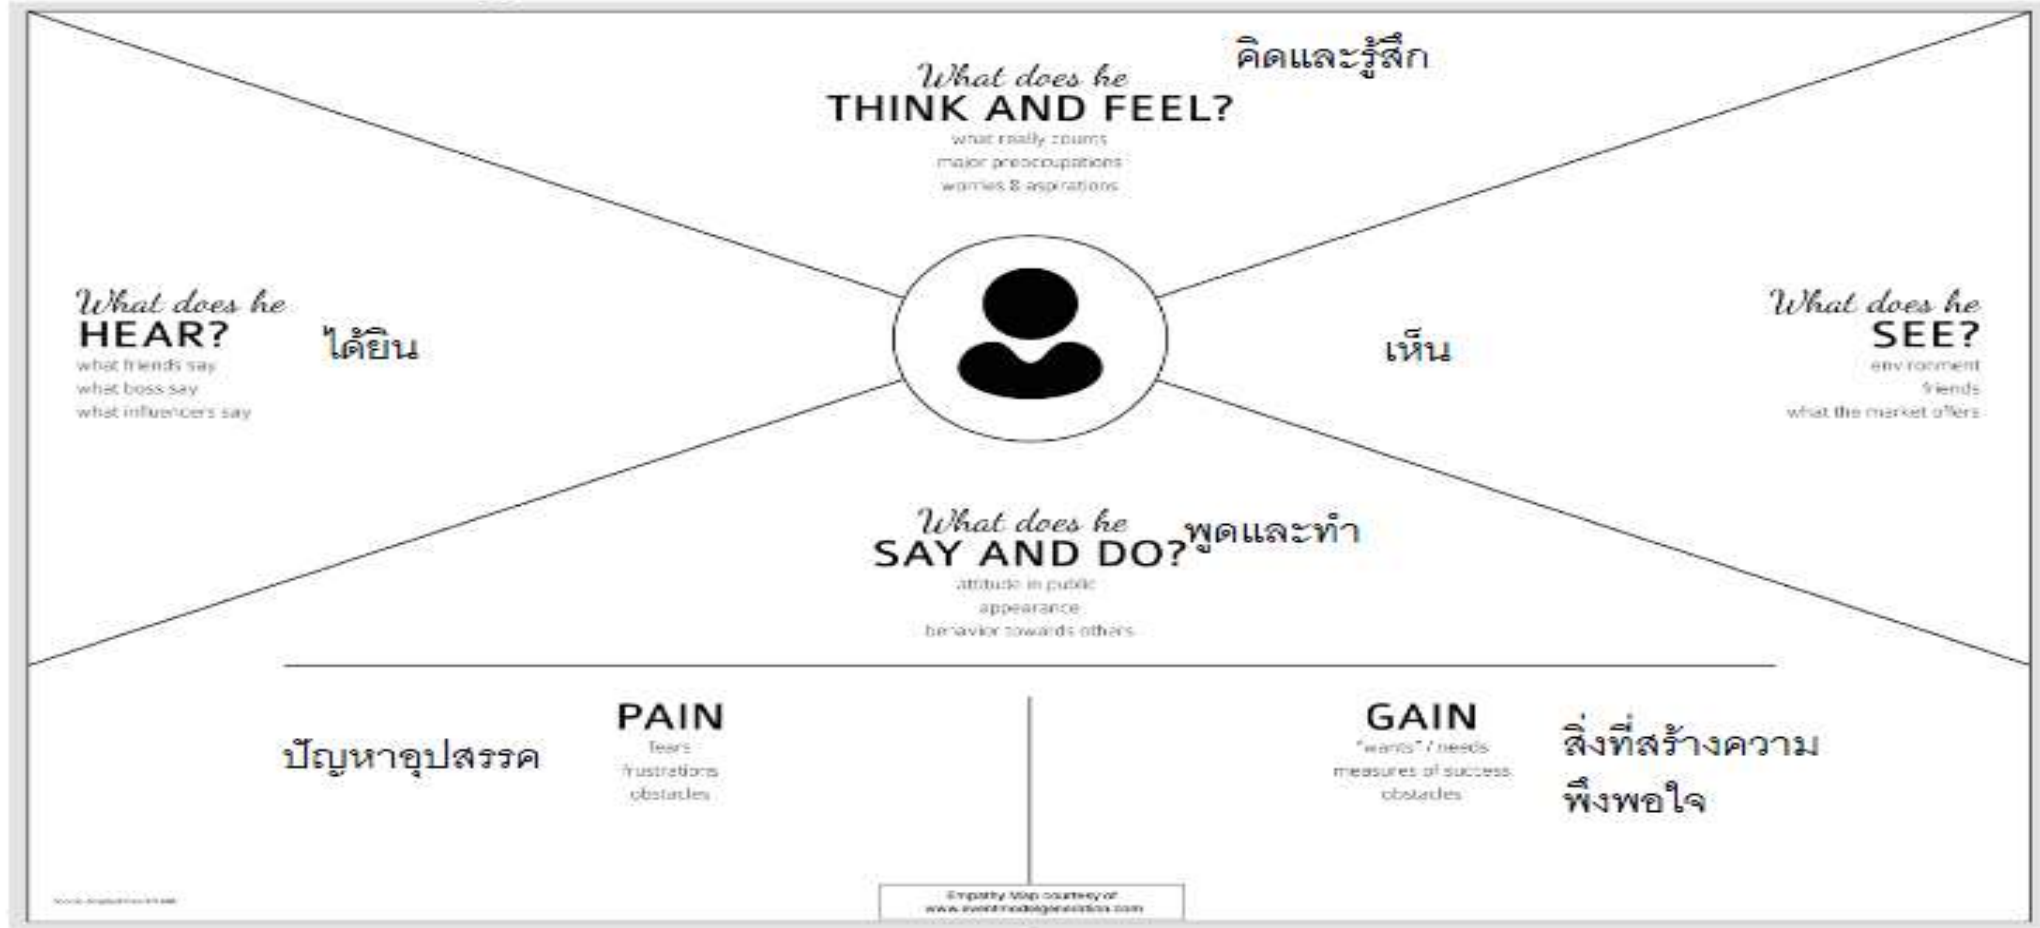 คิดและรู้สึก
What does he
THINK AND FEEL?
what really counts
major preoccupations
worries & aspirations
What does he
HEAR?
ได้ยิน
what friends say
what boss say
what influencers say
เห็น
What does he
SEE?
environment
friends
what the market offers
What does he
พูดและทำ
SAY AND DO?
attitude in public
appearance
behavior towards others
ปัญหาอุปสรรค
PAIN
fears
frustrations
obstacles
GAIN
"wants" / needs
measures of success
obstacles
สิ่งที่สร้างความ
พึงพอใจ
Empathy Map courtesy of
www.eventmodelgeneration.com